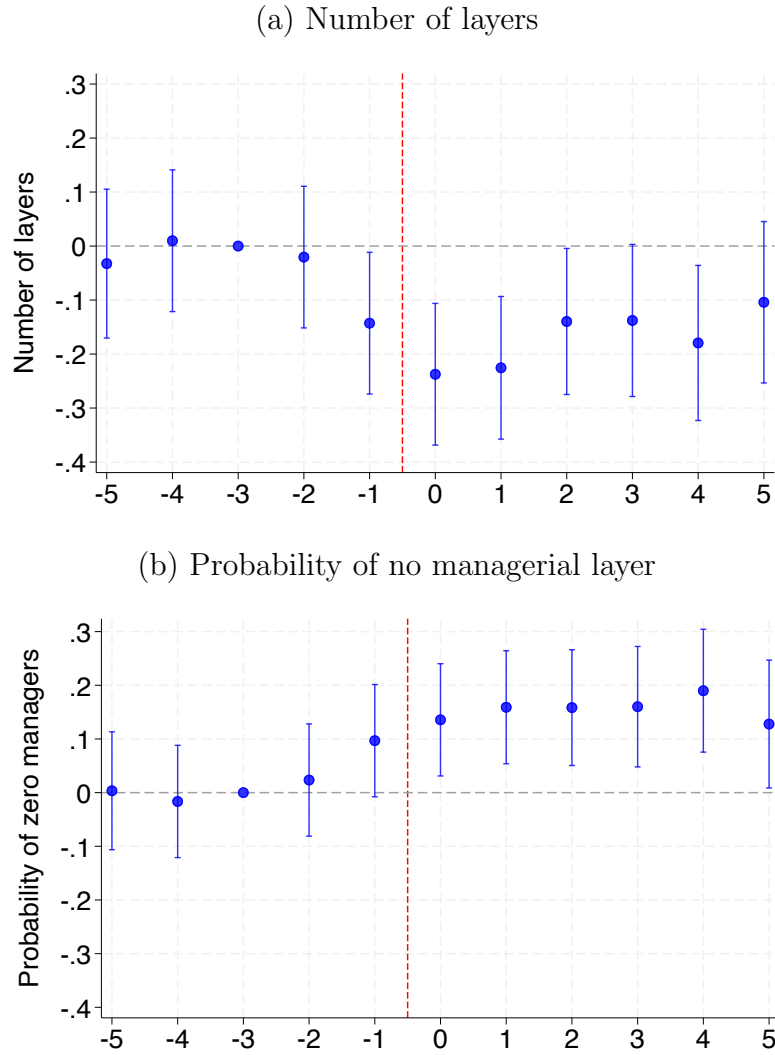 (a) Number of layers
.3
.2
.1
0
-.1
-.2
-.3
-.4
Number of layers
-5 -4 -3 -2 -1 0 1 2 3 4 5
(b) Probability of no managerial layer
.3
.2
.1
0
-.1
-.2
-.3
-.4
Probability of zero managers
-5 -4 -3 -2 -1 0 1 2 3 4 5